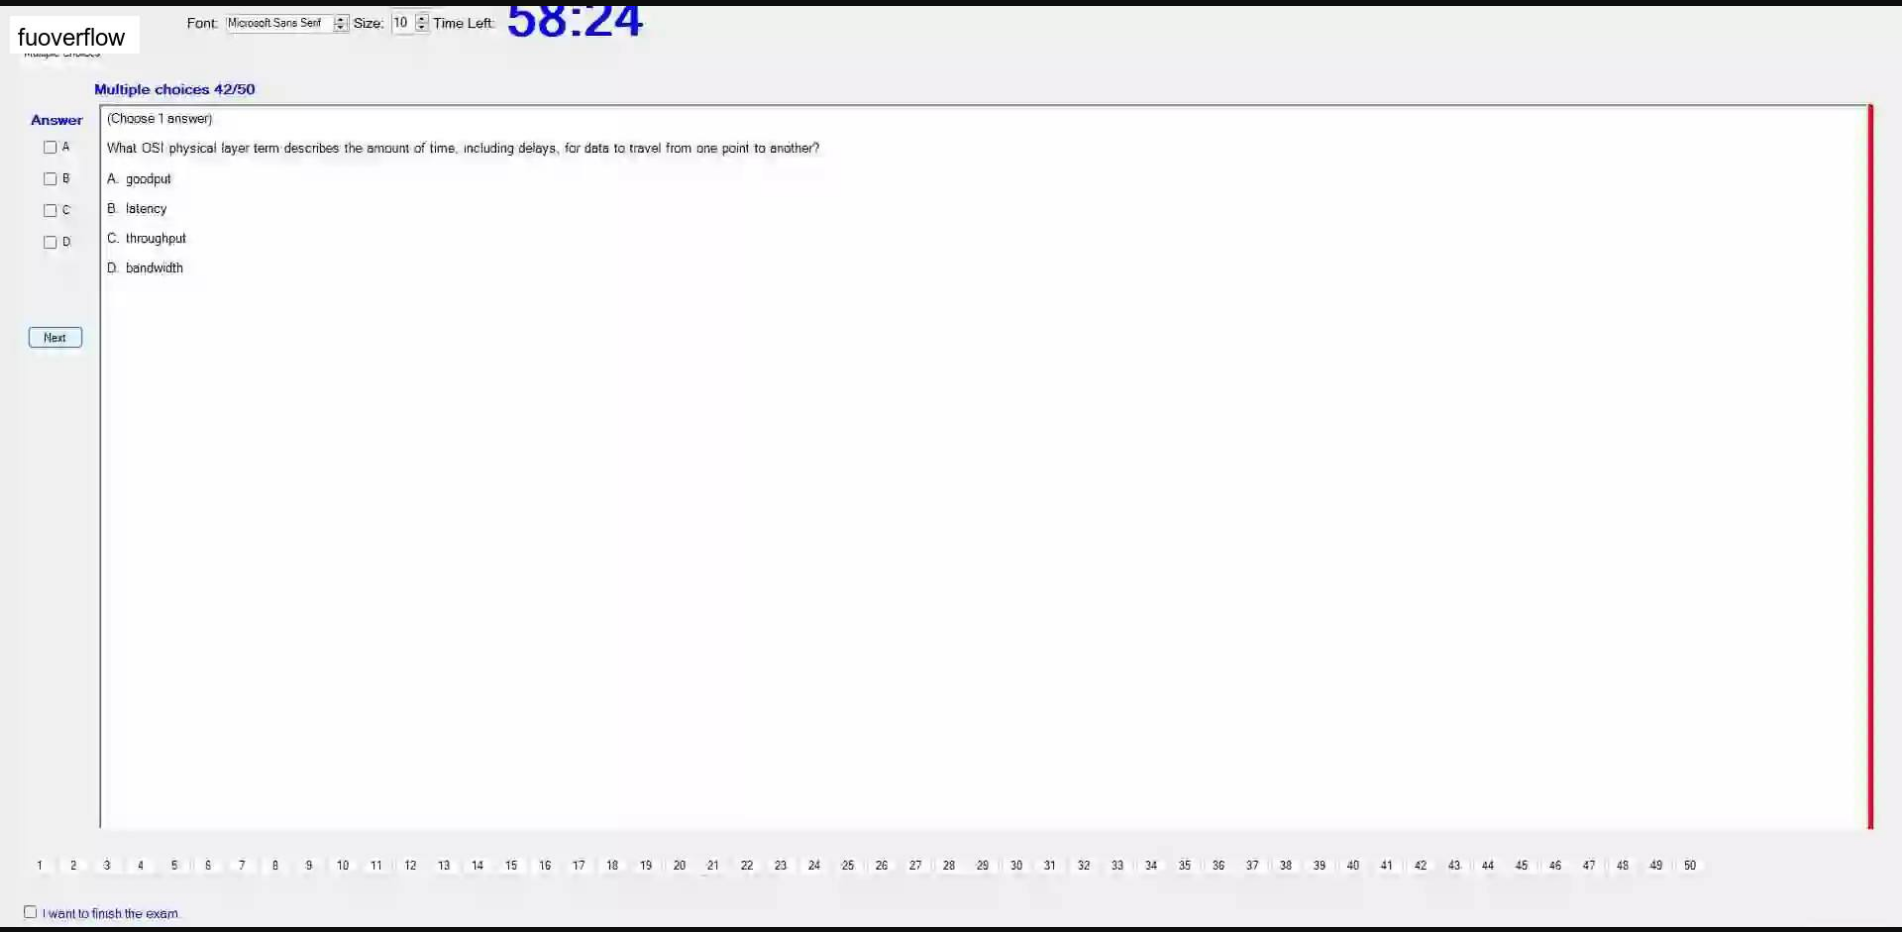 fuoverflow
Font: Microsoft Sans Serif Size: 10 Time Left: 58:24
Multiple choices
Multiple choices 42/50
Answer
A
B
C
D
Next
(Choose 1 answer)
What OSI physical layer term describes the amount of time, including delays, for data to travel from one point to another?
A. goodput
B. latency
C. throughput
D. bandwidth
1 2 3 4 5 6 7 8 9 10 11 12 13 14 15 16 17 18 19 20 21 22 23 24 25 26 27 28 29 30 31 32 33 34 35 36 37 38 39 40 41 42 43 44 45 46 47 48 49 50
I want to finish the exam.